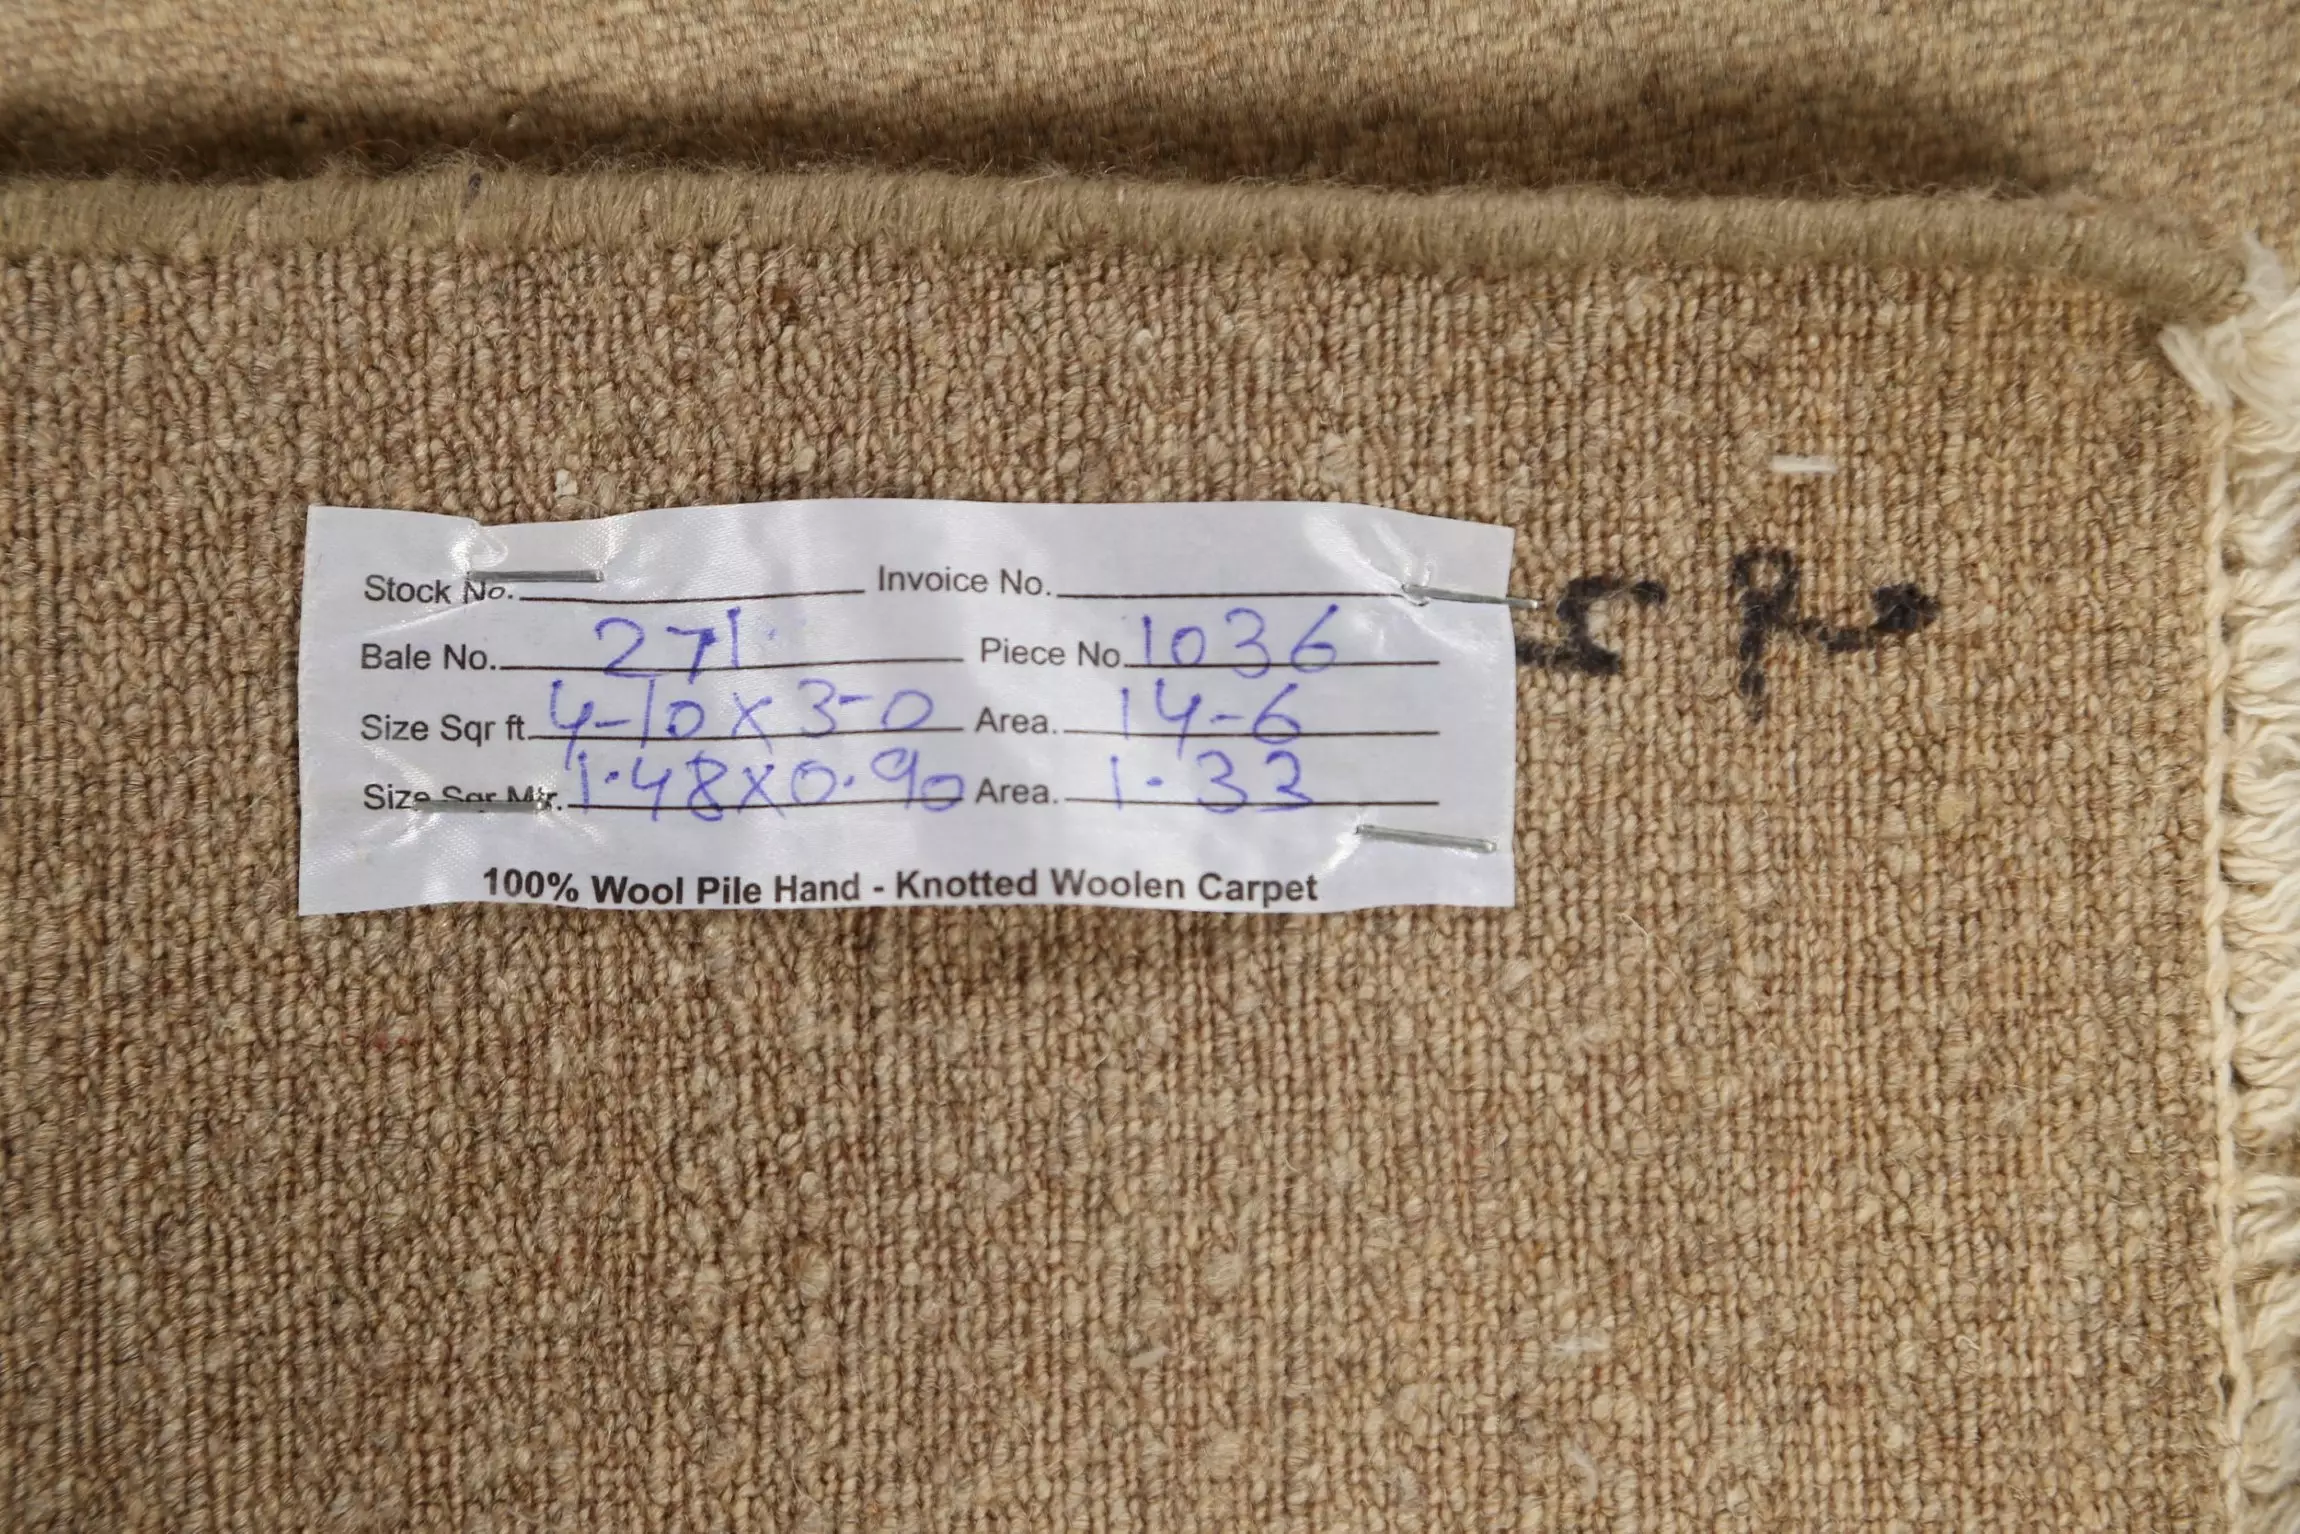 Stock No. Invoice No.
Bale No. 271 Piece No. 1036
Size Sqr ft. 4-10 x 3-0 Area. 14-6
Size Sqr Mtr. 1.48 x 0.90 Area. 1.33
100% Wool Pile Hand - Knotted Woolen Carpet